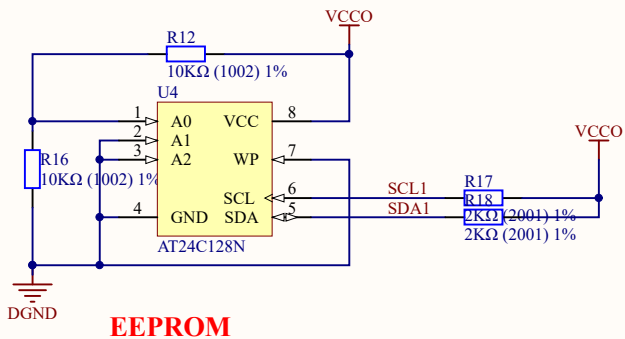 VCCO
R12
10KΩ (1002) 1%
U4
1 A0 VCC 8
2 A1
3 A2 WP 7
R16
10KΩ (1002) 1%
VCCO
SCL 6 SCL1 R17
4 GND SDA 5 SDA1 R18
2KΩ (2001) 1%
2KΩ (2001) 1%
AT24C128N
DGND
EEPROM